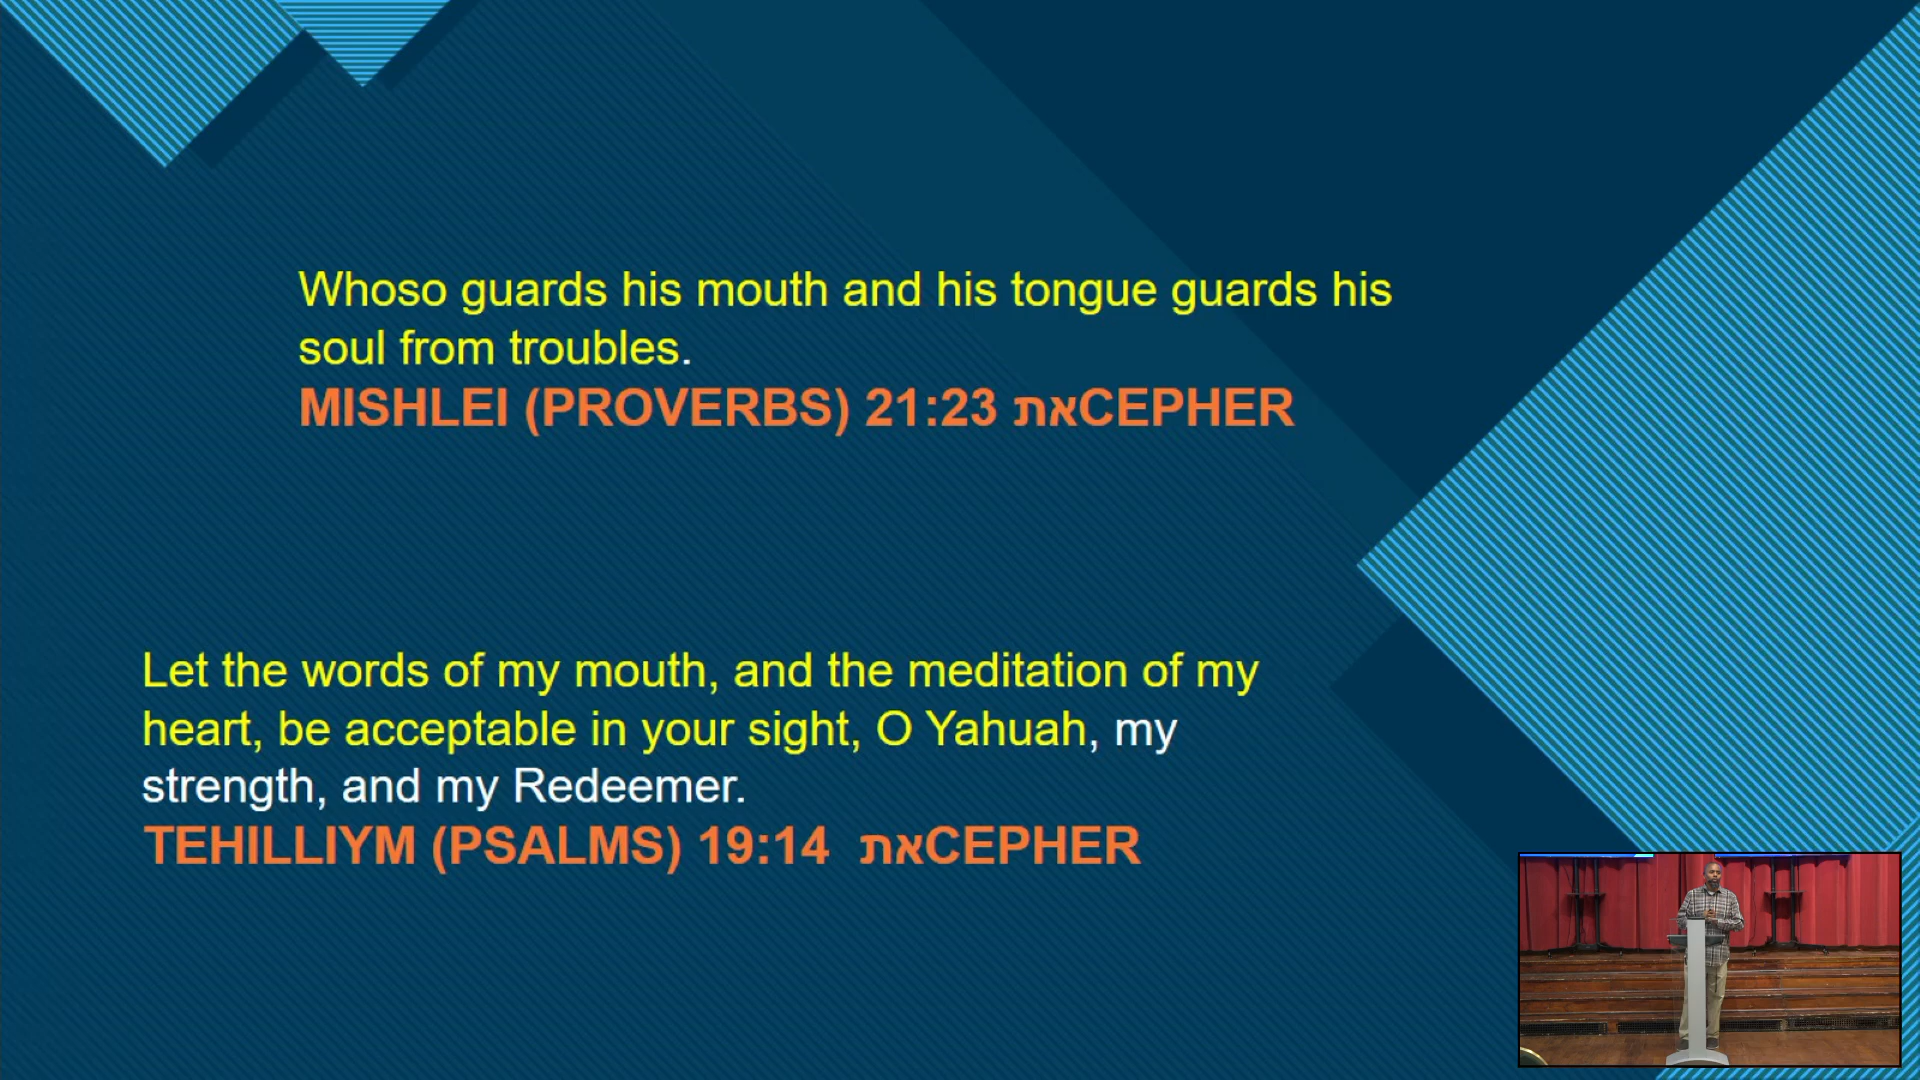 Whoso guards his mouth and his tongue guards his
soul from troubles.
MISHLEI (PROVERBS) 21:23 אתCEPHER
Let the words of my mouth, and the meditation of my
heart, be acceptable in your sight, O Yahuah, my
strength, and my Redeemer.
TEHILLIYM (PSALMS) 19:14  אתCEPHER